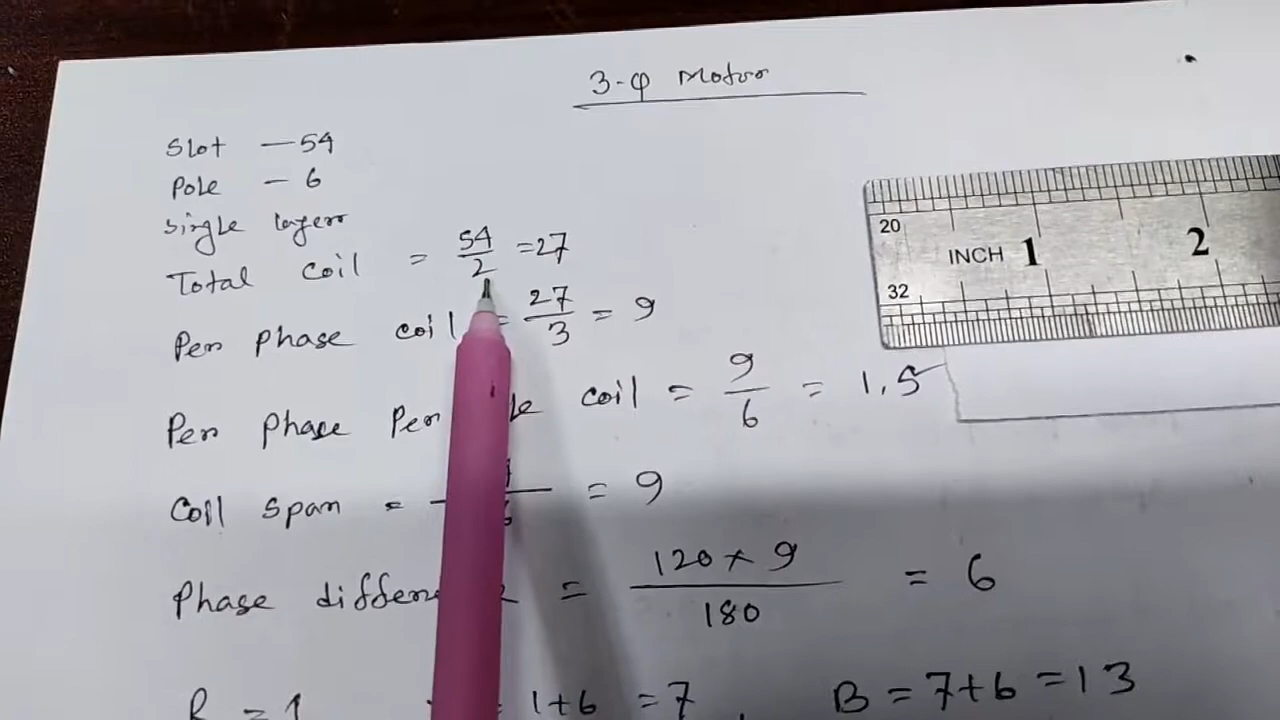 3-φ Motor
Slot — 54
Pole - 6
Single layer
Total coil = 54/2 = 27
Per phase coil = 27/3 = 9
Per phase Per coil = 9/6 = 1.5
Coil span = = 9
Phase = 120 × 9 / 180 = 6
R = 1 1+6 = 7, B = 7+6 = 13
20
INCH 1 2
32